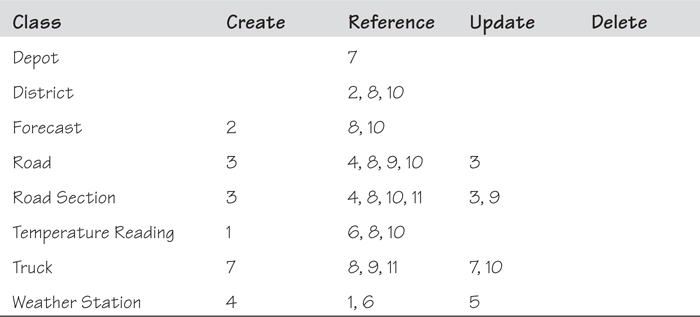 Class Create Reference Update Delete
Depot 7
District 2, 8, 10
Forecast 2 8, 10
Road 3 4, 8, 9, 10 3
Road Section 3 4, 8, 10, 11 3, 9
Temperature Reading 1 6, 8, 10
Truck 7 8, 9, 11 7, 10
Weather Station 4 1, 6 5